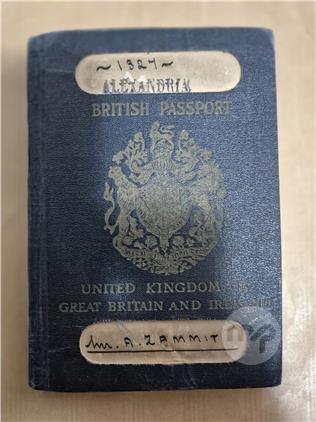 ~1327~
ALEXANDRIA
BRITISH PASSPORT
UNITED KINGDOM OF
GREAT BRITAIN AND IRELAND
Mr. A. ZAMMIT